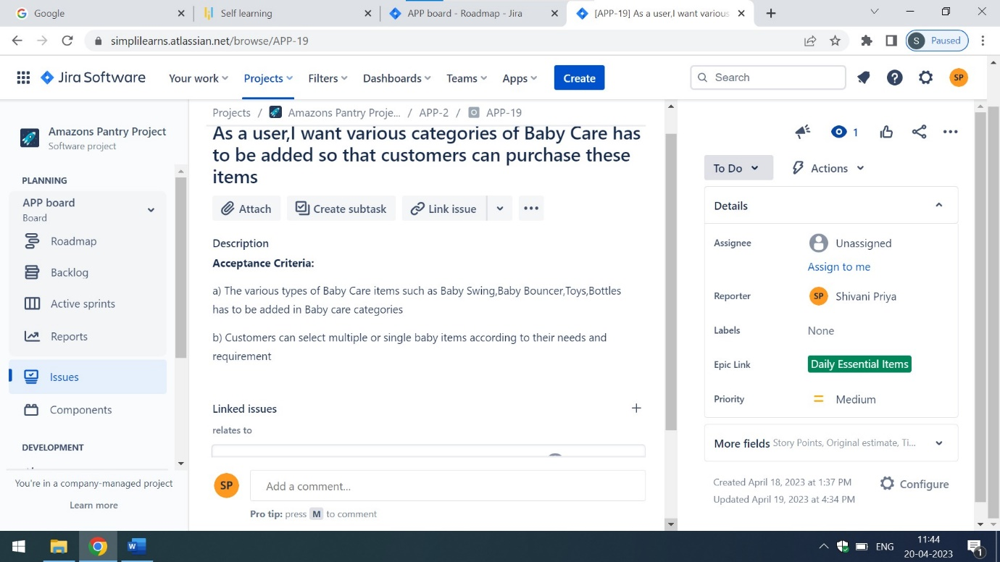 Google
Self learning
APP board - Roadmap - Jira
[APP-19] As a user,I want various
simplilearns.atlassian.net/browse/APP-19
S Paused
Jira Software
Your work
Projects
Filters
Dashboards
Teams
Apps
Create
Search
SP
Amazons Pantry Project
Software project
PLANNING
APP board
Board
Roadmap
Backlog
Active sprints
Reports
Issues
Components
DEVELOPMENT
You're in a company-managed project
Learn more
Projects / Amazons Pantry Proje... / APP-2 / APP-19
As a user,I want various categories of Baby Care has
to be added so that customers can purchase these
items
Attach
Create subtask
Link issue
Description
Acceptance Criteria:
a) The various types of Baby Care items such as Baby Swing,Baby Bouncer,Toys,Bottles
has to be added in Baby care categories
b) Customers can select multiple or single baby items according to their needs and
requirement
Linked issues
relates to
SP
Add a comment...
Pro tip: press M to comment
1
To Do
Actions
Details
Assignee
Unassigned
Assign to me
Reporter
SP Shivani Priya
Labels
None
Epic Link
Daily Essential Items
Priority
Medium
More fields Story Points, Original estimate, Ti...
Created April 18, 2023 at 1:37 PM
Updated April 19, 2023 at 4:34 PM
Configure
W
ENG
11:44
20-04-2023
1